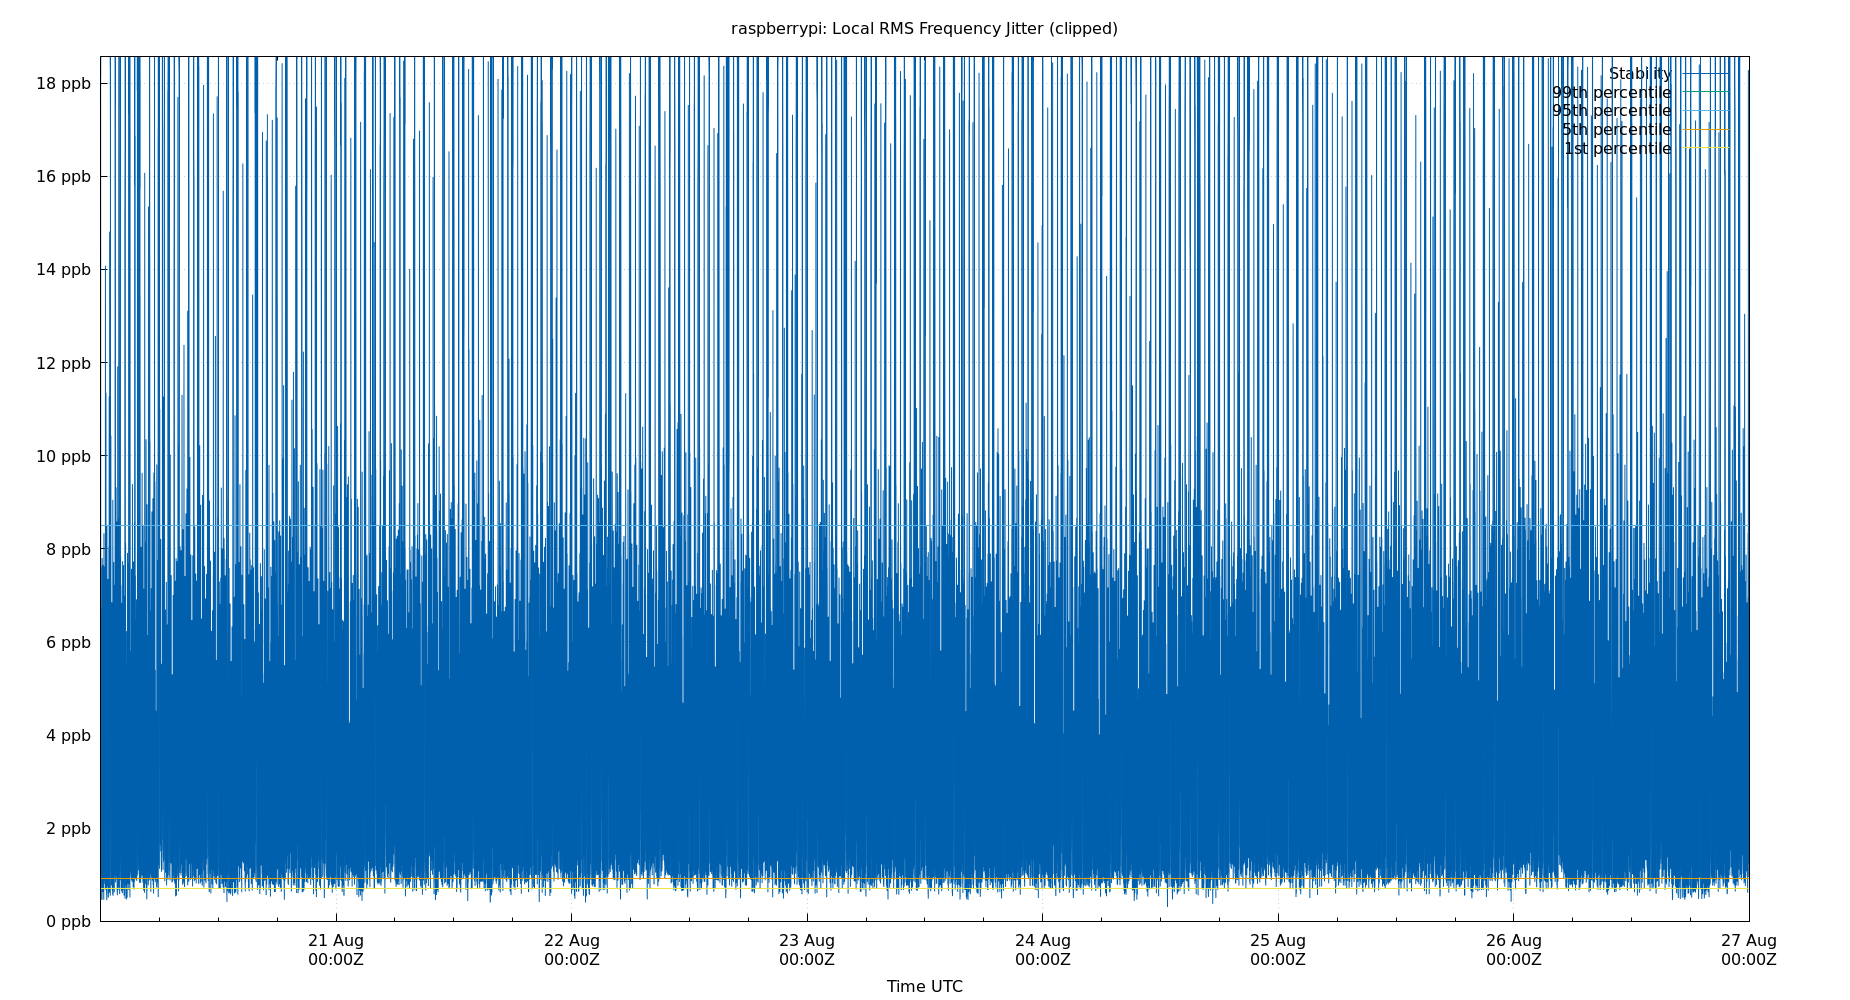 raspberrypi: Local RMS Frequency Jitter (clipped)
18 ppb
16 ppb
14 ppb
12 ppb
10 ppb
8 ppb
6 ppb
4 ppb
2 ppb
0 ppb
Stability
99th percentile
95th percentile
5th percentile
1st percentile
21 Aug
00:00Z
22 Aug
00:00Z
23 Aug
00:00Z
24 Aug
00:00Z
25 Aug
00:00Z
26 Aug
00:00Z
27 Aug
00:00Z
Time UTC